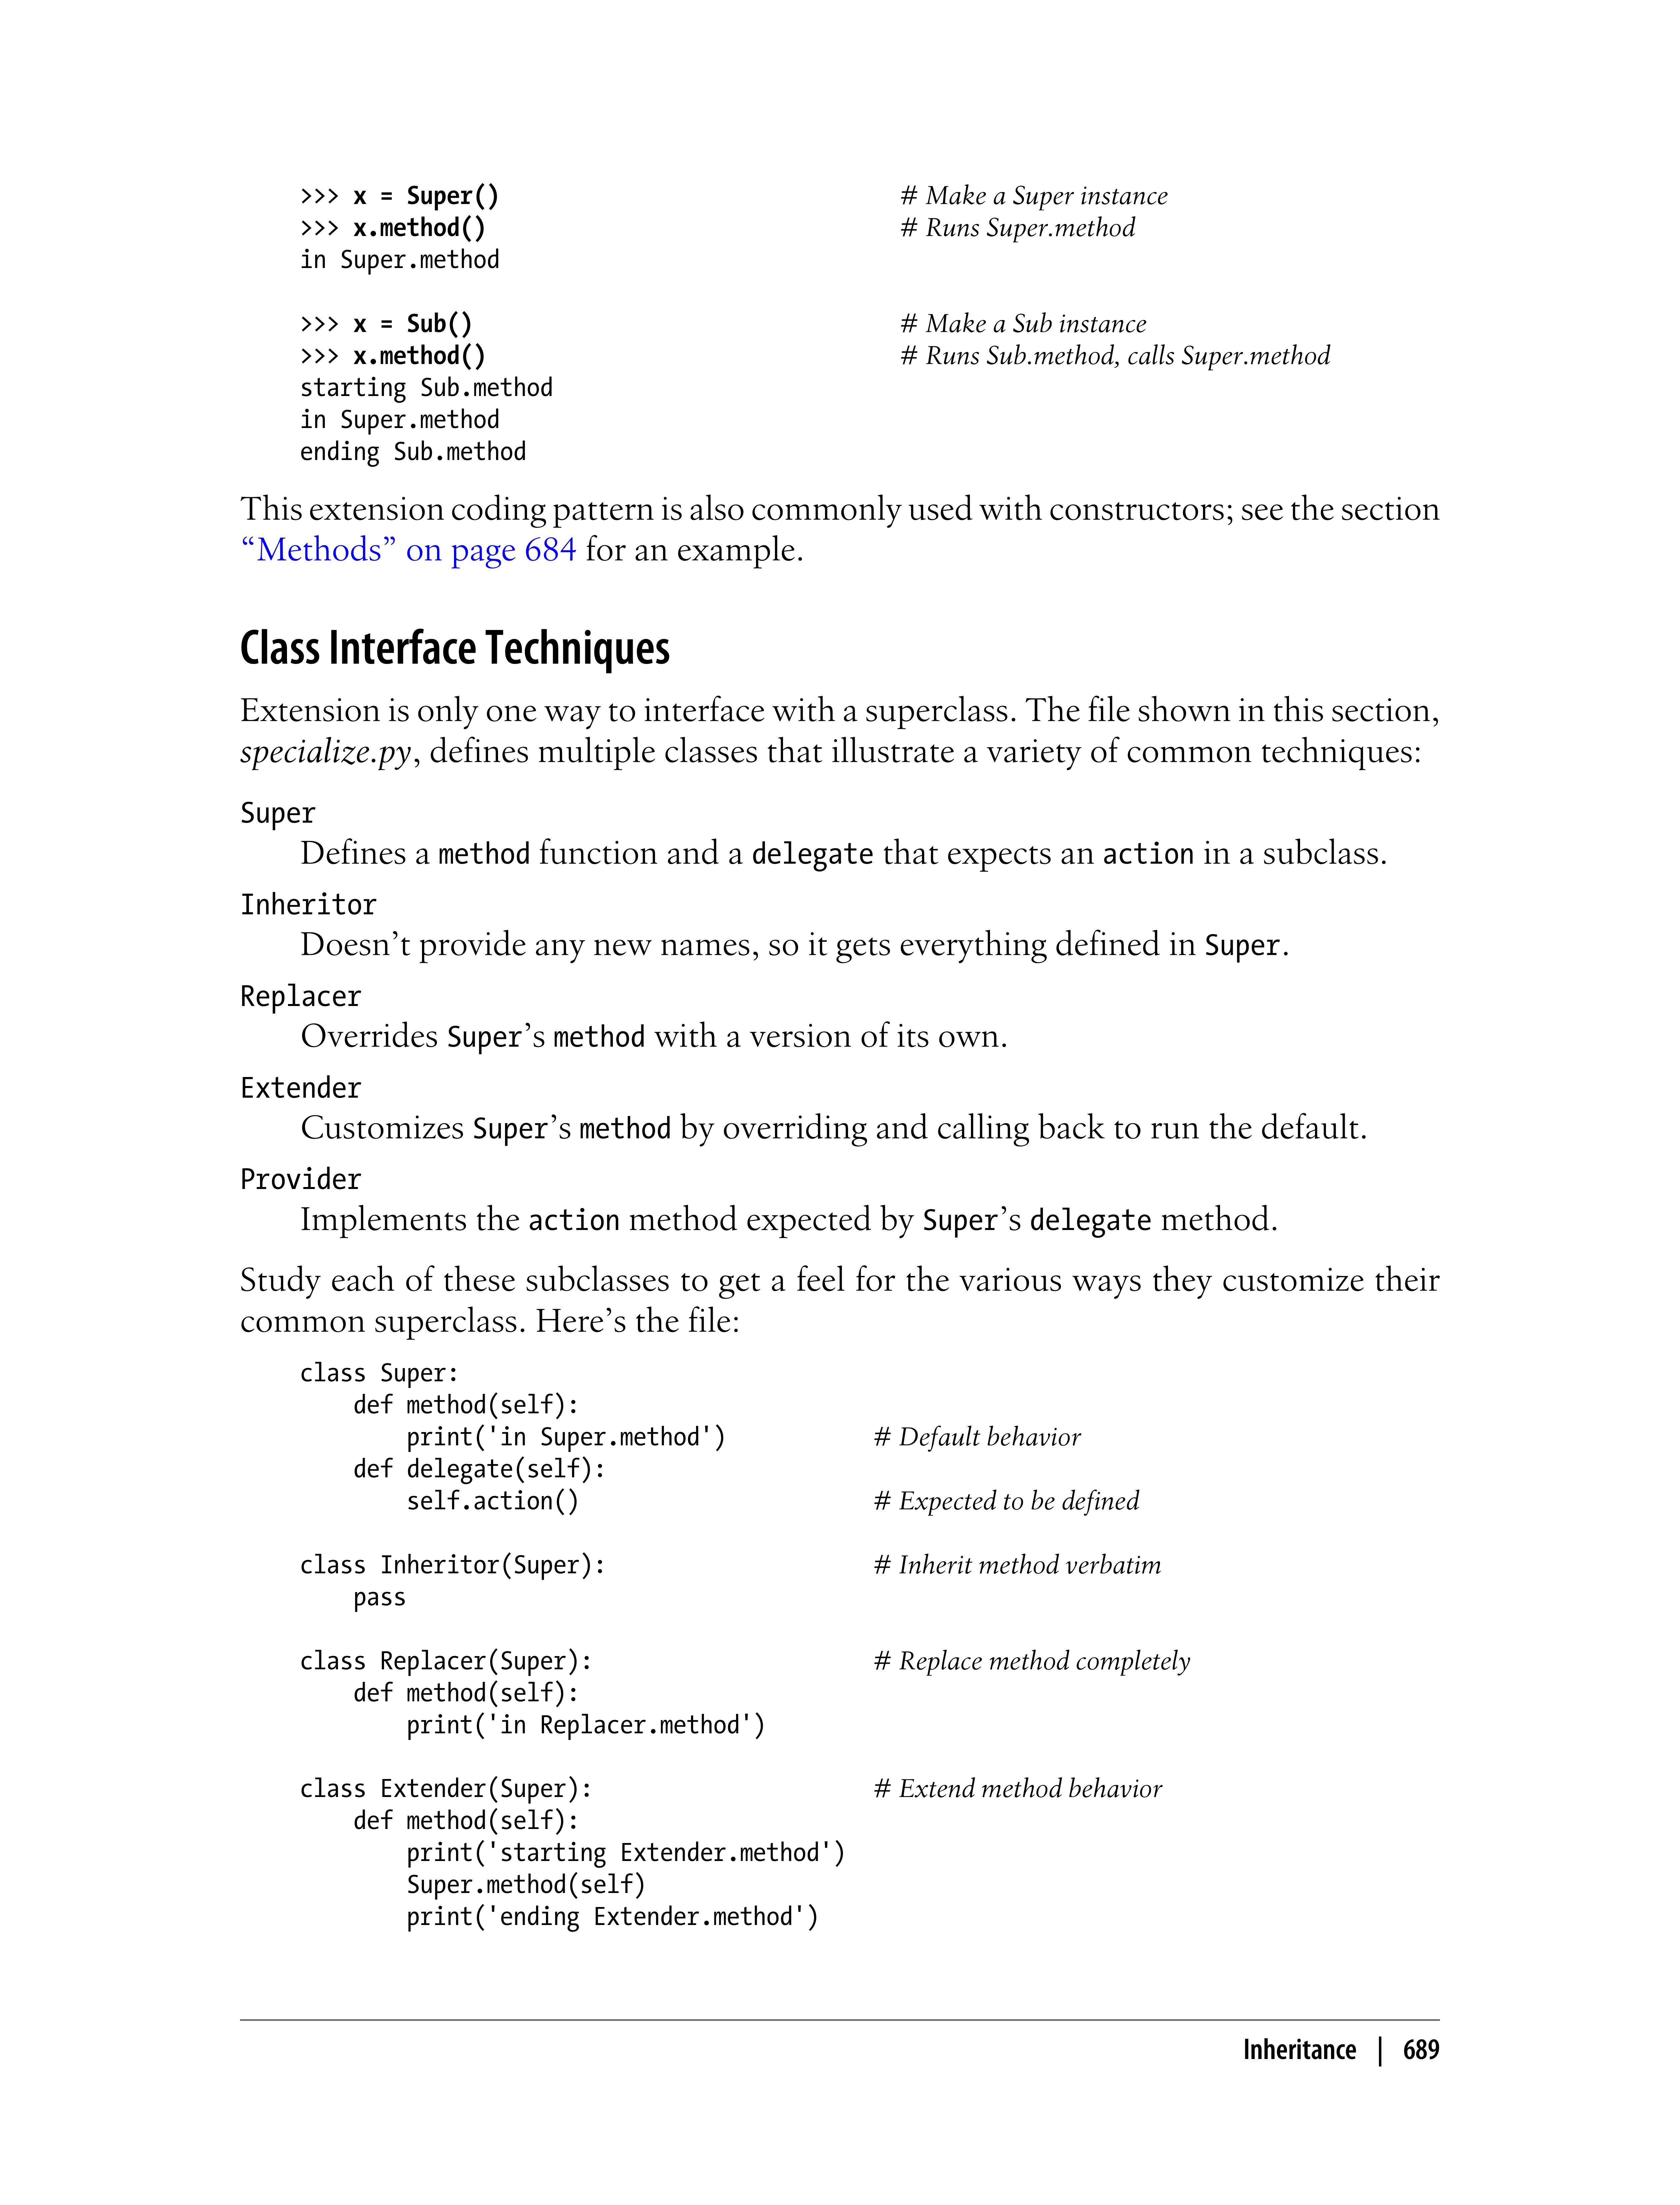 >>> x = Super()                              # Make a Super instance
>>> x.method()                               # Runs Super.method
in Super.method

>>> x = Sub()                                # Make a Sub instance
>>> x.method()                               # Runs Sub.method, calls Super.method
starting Sub.method
in Super.method
ending Sub.method
This extension coding pattern is also commonly used with constructors; see the section
“Methods” on page 684 for an example.
Class Interface Techniques
Extension is only one way to interface with a superclass. The file shown in this section,
specialize.py, defines multiple classes that illustrate a variety of common techniques:
Super
Defines a method function and a delegate that expects an action in a subclass.
Inheritor
Doesn’t provide any new names, so it gets everything defined in Super.
Replacer
Overrides Super’s method with a version of its own.
Extender
Customizes Super’s method by overriding and calling back to run the default.
Provider
Implements the action method expected by Super’s delegate method.
Study each of these subclasses to get a feel for the various ways they customize their
common superclass. Here’s the file:
class Super:
    def method(self):
        print('in Super.method')           # Default behavior
    def delegate(self):
        self.action()                      # Expected to be defined

class Inheritor(Super):                    # Inherit method verbatim
    pass

class Replacer(Super):                     # Replace method completely
    def method(self):
        print('in Replacer.method')

class Extender(Super):                     # Extend method behavior
    def method(self):
        print('starting Extender.method')
        Super.method(self)
        print('ending Extender.method')
Inheritance | 689